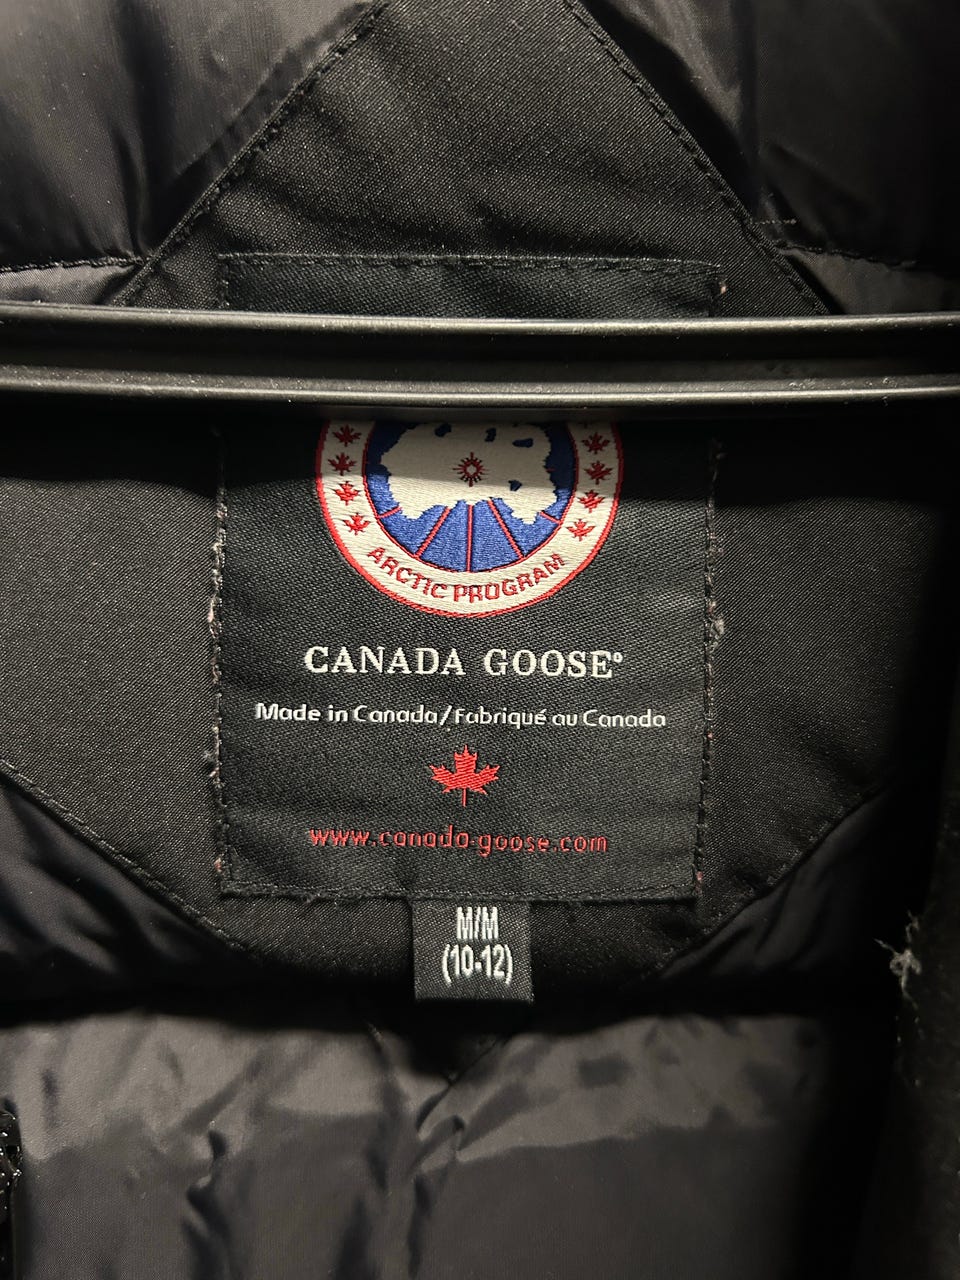 ARCTIC PROGRAM
CANADA GOOSE®
Made in Canada/Fabriqué au Canada
www.canada-goose.com
M/M
(10-12)